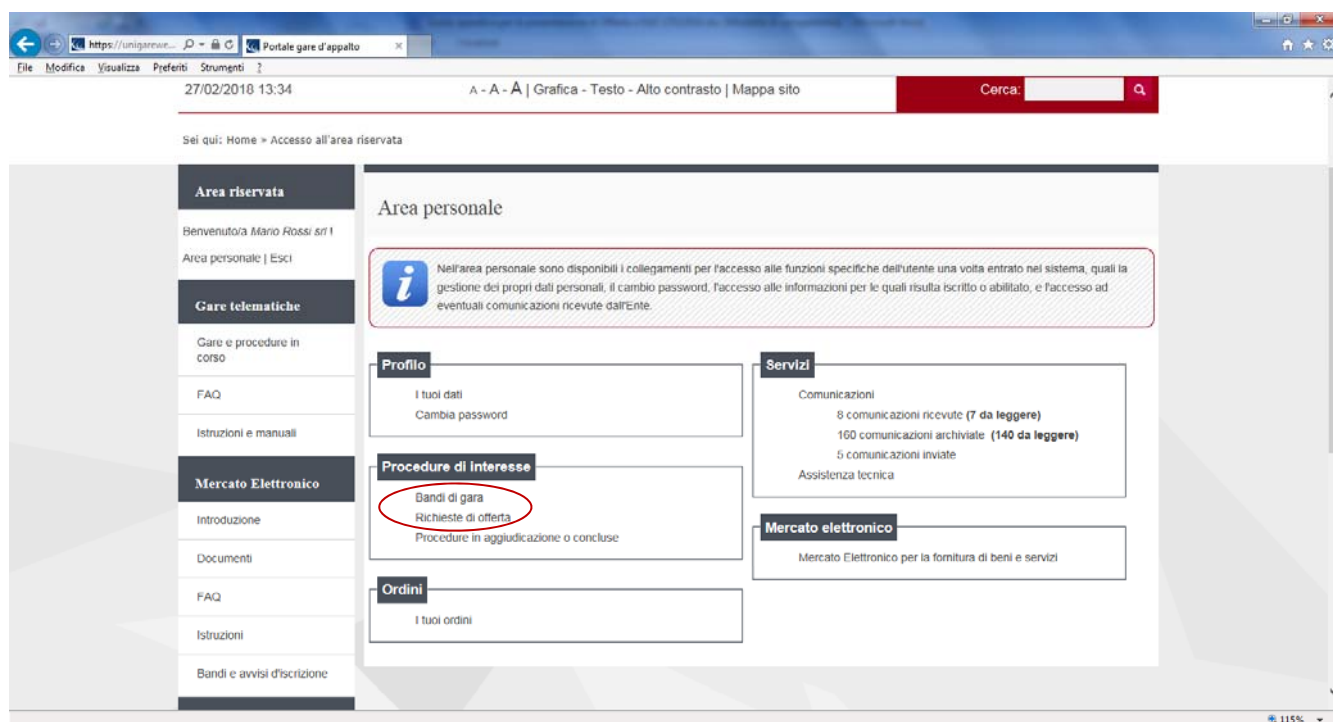 https://unigarewe...
Portale gare d'appalto
File Modifica Visualizza Preferiti Strumenti ?
27/02/2018 13:34
A - A - A | Grafica - Testo - Alto contrasto | Mappa sito
Cerca:
Sei qui: Home » Accesso all'area riservata
Area riservata
Benvenuto/a Mario Rossi srl !
Area personale | Esci
Gare telematiche
Gare e procedure in
corso
FAQ
Istruzioni e manuali
Mercato Elettronico
Introduzione
Documenti
FAQ
Istruzioni
Bandi e avvisi d'iscrizione
Area personale
Nell'area personale sono disponibili i collegamenti per l'accesso alle funzioni specifiche dell'utente una volta entrato nel sistema, quali la
gestione dei propri dati personali, il cambio password, l'accesso alle informazioni per le quali risulta iscritto o abilitato, e l'accesso ad
eventuali comunicazioni ricevute dall'Ente.
Profilo
I tuoi dati
Cambia password
Procedure di interesse
Bandi di gara
Richieste di offerta
Procedure in aggiudicazione o concluse
Ordini
I tuoi ordini
Servizi
Comunicazioni
8 comunicazioni ricevute (7 da leggere)
160 comunicazioni archiviate (140 da leggere)
5 comunicazioni inviate
Assistenza tecnica
Mercato elettronico
Mercato Elettronico per la fornitura di beni e servizi
115%